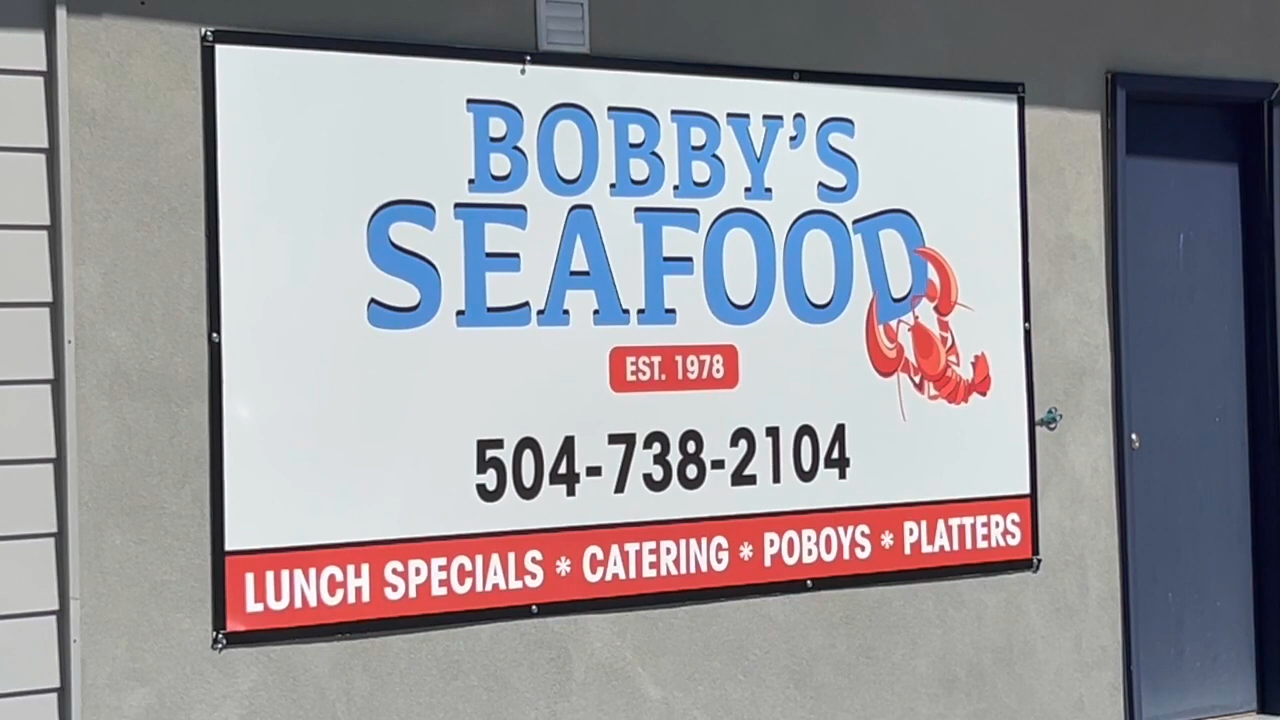 BOBBY'S
SEAFOOD
EST. 1978
504-738-2104
LUNCH SPECIALS * CATERING * POBOYS * PLATTERS